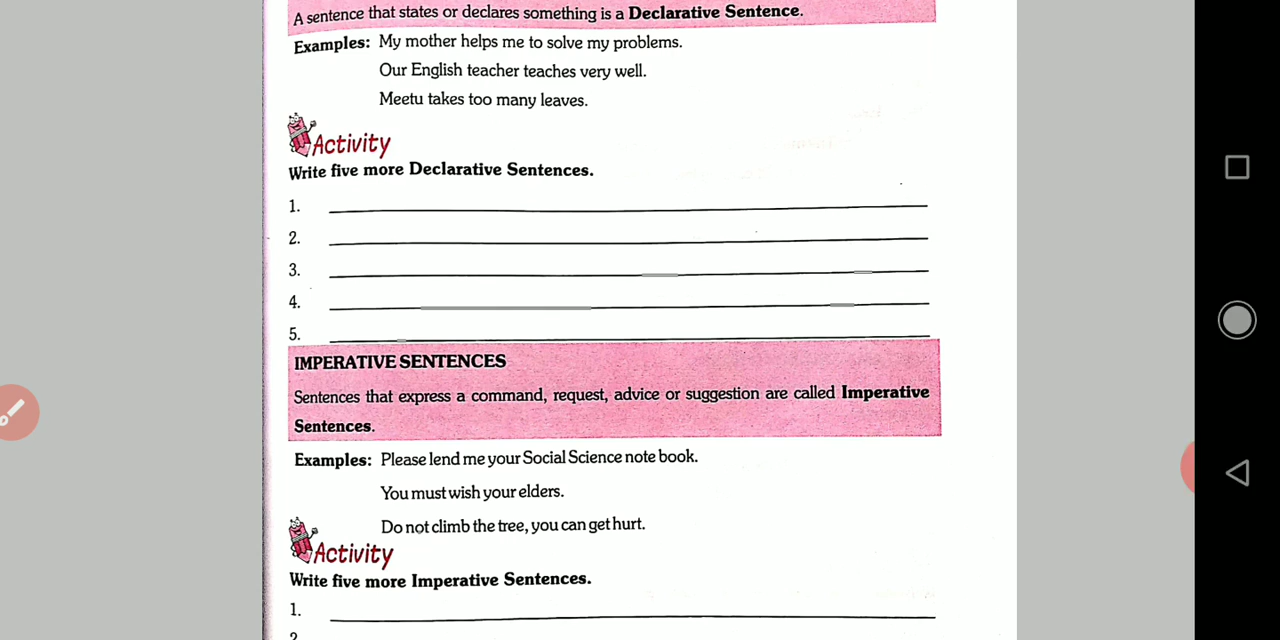 A sentence that states or declares something is a Declarative Sentence.
Examples: My mother helps me to solve my problems.
Our English teacher teaches very well.
Meetu takes too many leaves.
Activity
Write five more Declarative Sentences.
1.
2.
3.
4.
5.
IMPERATIVE SENTENCES
Sentences that express a command, request, advice or suggestion are called Imperative
Sentences.
Examples: Please lend me your Social Science note book.
You must wish your elders.
Do not climb the tree, you can get hurt.
Activity
Write five more Imperative Sentences.
1.
2